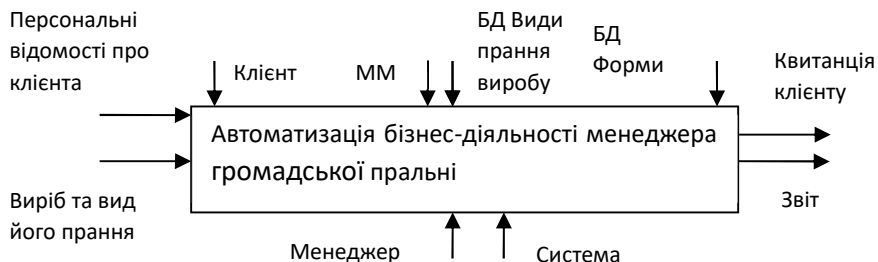 Персональні
відомості про
клієнта
Клієнт
ММ
БД Види
прання
виробу
БД
Форми
Квитанція
клієнту
Автоматизація бізнес-діяльності менеджера
громадської пральні
Виріб та вид
його прання
Звіт
Менеджер
Система